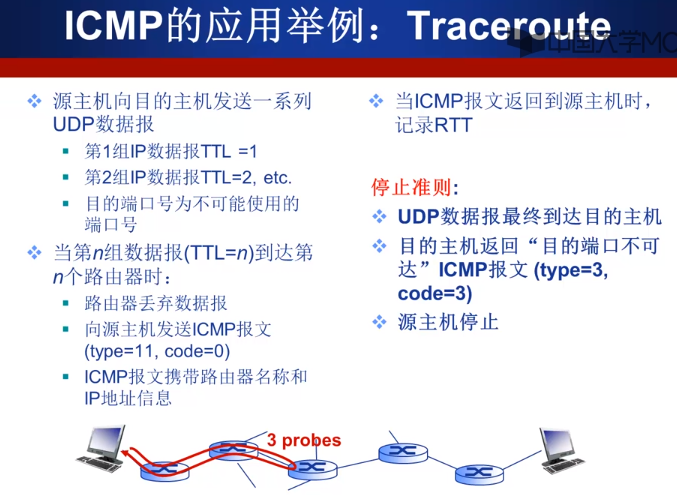 ICMP的应用举例：Traceroute
中国大学MO
源主机向目的主机发送一系列
UDP数据报
第1组IP数据报TTL =1
第2组IP数据报TTL=2, etc.
目的端口号为不可能使用的
端口号
当第n组数据报(TTL=n)到达第
n个路由器时：
路由器丢弃数据报
向源主机发送ICMP报文
(type=11, code=0)
ICMP报文携带路由器名称和
IP地址信息
当ICMP报文返回到源主机时，
记录RTT
停止准则:
UDP数据报最终到达目的主机
目的主机返回“目的端口不可
达”ICMP报文 (type=3,
code=3)
源主机停止
3 probes